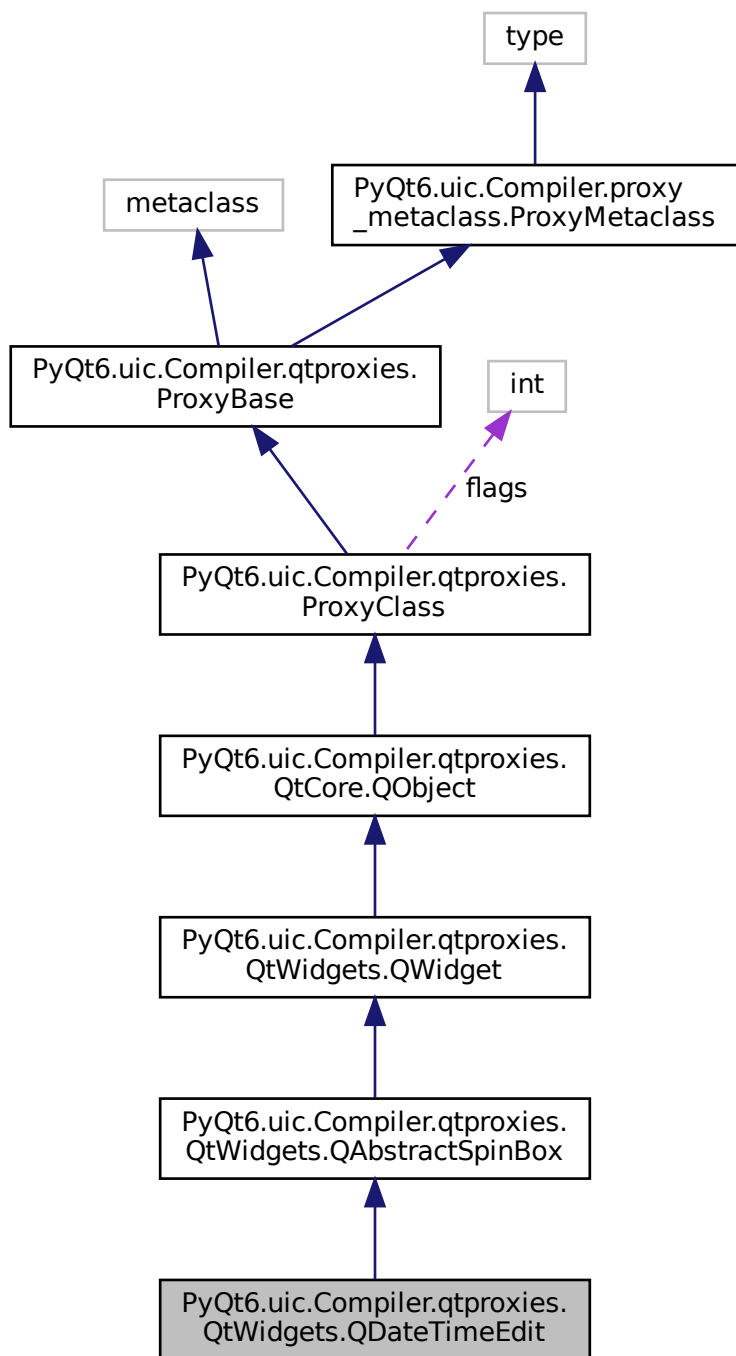 type
PyQt6.uic.Compiler.proxy
_metaclass.ProxyMetaclass
metaclass
PyQt6.uic.Compiler.qtproxies.
ProxyBase
int
flags
PyQt6.uic.Compiler.qtproxies.
ProxyClass
PyQt6.uic.Compiler.qtproxies.
QtCore.QObject
PyQt6.uic.Compiler.qtproxies.
QtWidgets.QWidget
PyQt6.uic.Compiler.qtproxies.
QtWidgets.QAbstractSpinBox
PyQt6.uic.Compiler.qtproxies.
QtWidgets.QDateTimeEdit